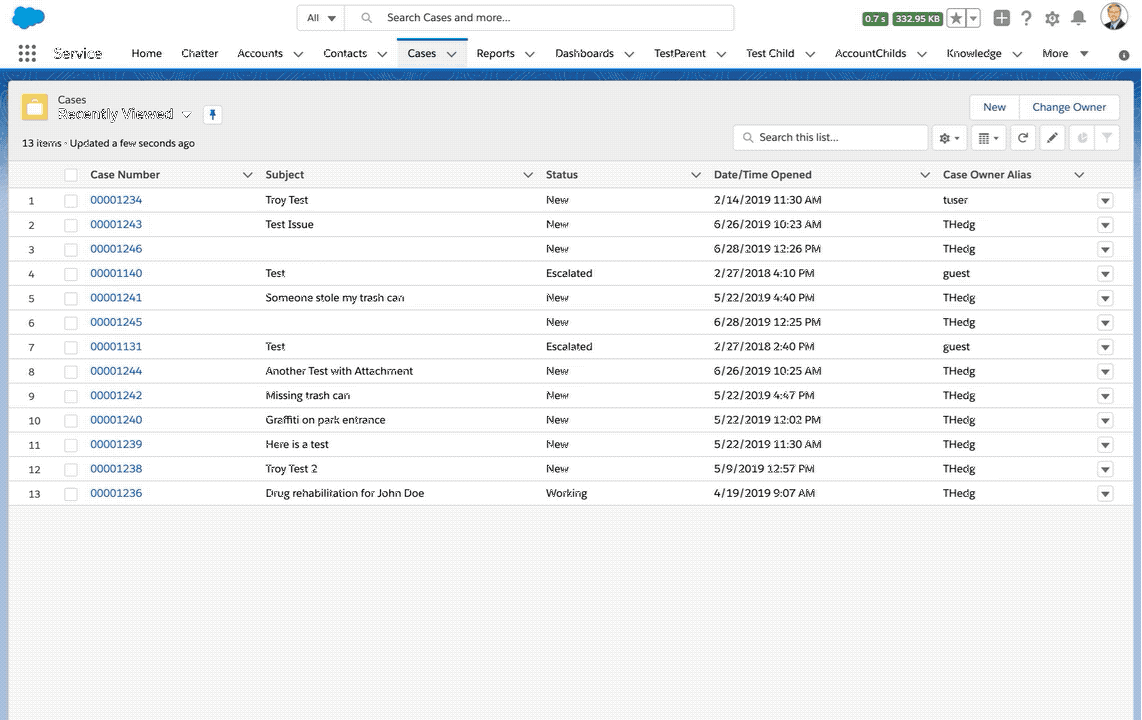 All Search Cases and more... 0.7 s 332.95 KB
Service Home Chatter Accounts Contacts Cases Reports Dashboards TestParent Test Child AccountChilds Knowledge More
Cases
Recently Viewed
New Change Owner
13 items • Updated a few seconds ago
Search this list...
Case Number Subject Status Date/Time Opened Case Owner Alias
1 00001234 Troy Test New 2/14/2019 11:30 AM tuser
2 00001243 Test Issue New 6/26/2019 10:23 AM THedg
3 00001246 New 6/28/2019 12:26 PM THedg
4 00001140 Test Escalated 2/27/2018 4:10 PM guest
5 00001241 Someone stole my trash can New 5/22/2019 4:40 PM THedg
6 00001245 New 6/28/2019 12:25 PM THedg
7 00001131 Test Escalated 2/27/2018 2:40 PM guest
8 00001244 Another Test with Attachment New 6/26/2019 10:25 AM THedg
9 00001242 Missing trash can New 5/22/2019 4:47 PM THedg
10 00001240 Graffiti on park entrance New 5/22/2019 12:02 PM THedg
11 00001239 Here is a test New 5/22/2019 11:30 AM THedg
12 00001238 Troy Test 2 New 5/9/2019 12:57 PM THedg
13 00001236 Drug rehabilitation for John Doe Working 4/19/2019 9:07 AM THedg